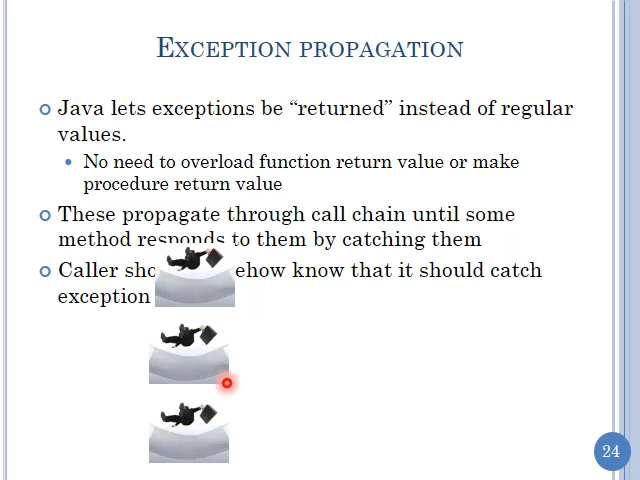 EXCEPTION PROPAGATION
Java lets exceptions be “returned” instead of regular
values.
No need to overload function return value or make
procedure return value
These propagate through call chain until some
method responds to them by catching them
Caller sho ehow know that it should catch
exception
24